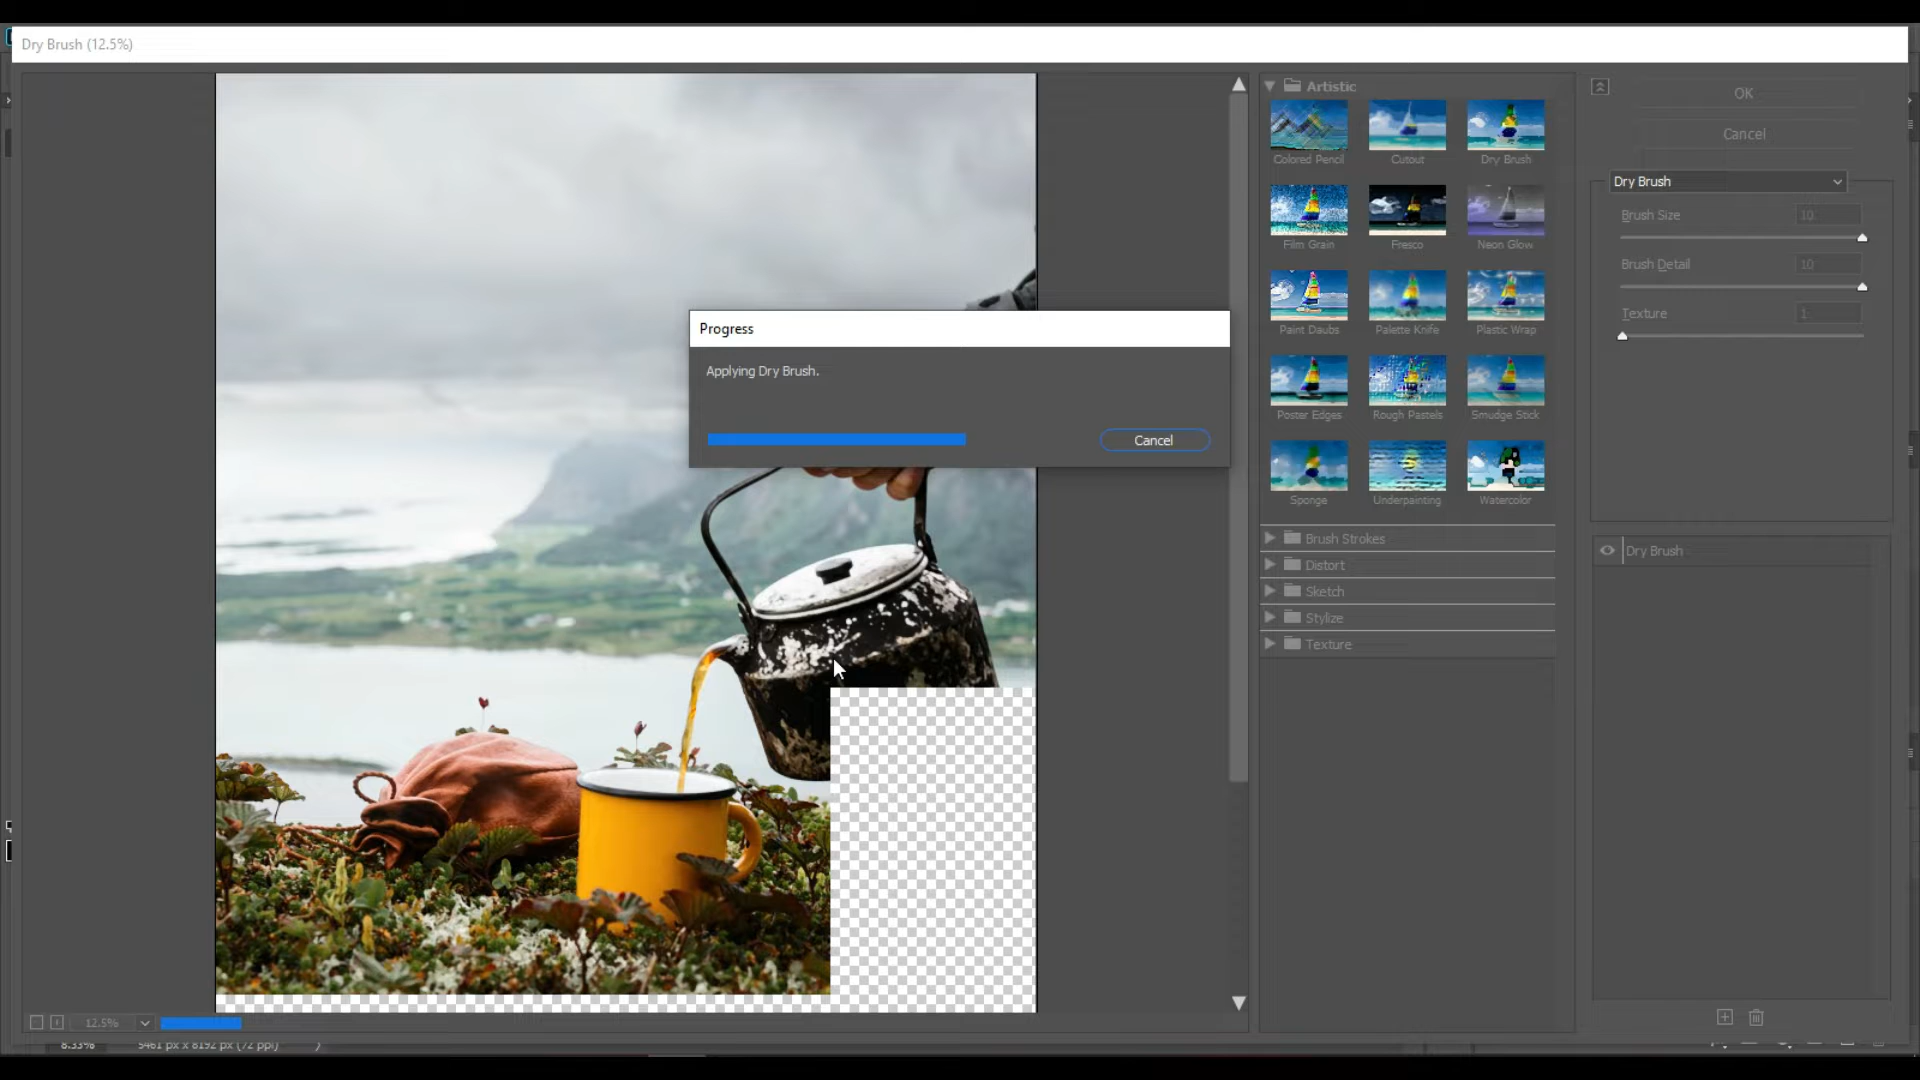 Dry Brush (12.5%)
Artistic
Colored Pencil
Cutout
Dry Brush
Film Grain
Fresco
Neon Glow
Paint Daubs
Palette Knife
Plastic Wrap
Poster Edges
Rough Pastels
Smudge Stick
Sponge
Underpainting
Watercolor
Brush Strokes
Distort
Sketch
Stylize
Texture
OK
Cancel
Dry Brush
Brush Size 10
Brush Detail 10
Texture 1
Dry Brush
Progress
Applying Dry Brush.
Cancel
12.5%
8.33% 5461 px x 8192 px (72 ppi)